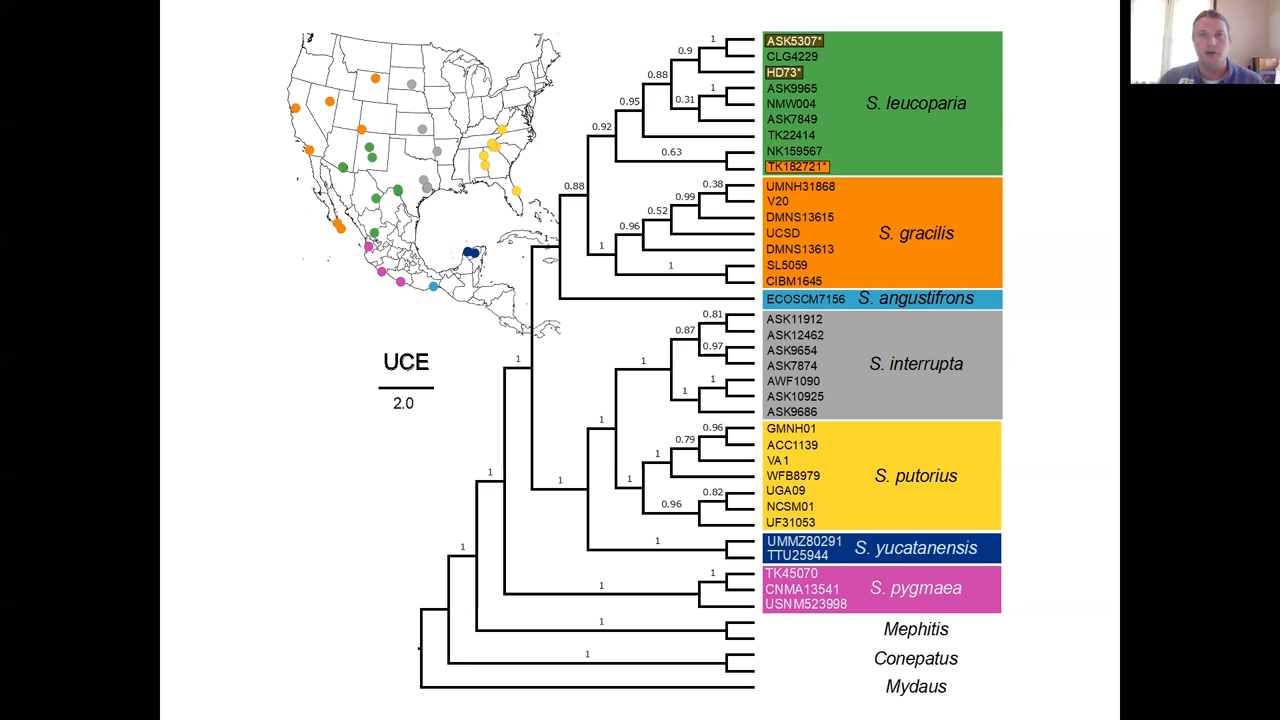 1
ASK5307*
0.9
CLG4229
0.88
HD73*
1
ASK9965
0.95
0.31
NMW004
S. leucoparia
0.92
ASK7849
TK22414
0.63
NK159567
TK182721*
0.88
0.38
UMNH31868
0.99
V20
0.52
DMNS13615
0.96
UCSD
S. gracilis
1
1
DMNS13613
1
SL5059
CIBM1645
ECOSCM7156
S. angustifrons
0.81
ASK11912
0.87
ASK12462
0.97
ASK9654
UCE
1
1
ASK7874
S. interrupta
1
AWF1090
1
ASK10925
2.0
ASK9686
1
0.96
GMNH01
0.79
ACC1139
1
VA1
1
1
1
WFB8979
S. putorius
0.82
UGA09
0.96
NCSM01
UF31053
1
1
UMMZ80291
TTU25944
S. yucatanensis
1
TK45070
1
CNMA13541
S. pygmaea
USNM523998
1
Mephitis
1
Conepatus
Mydaus